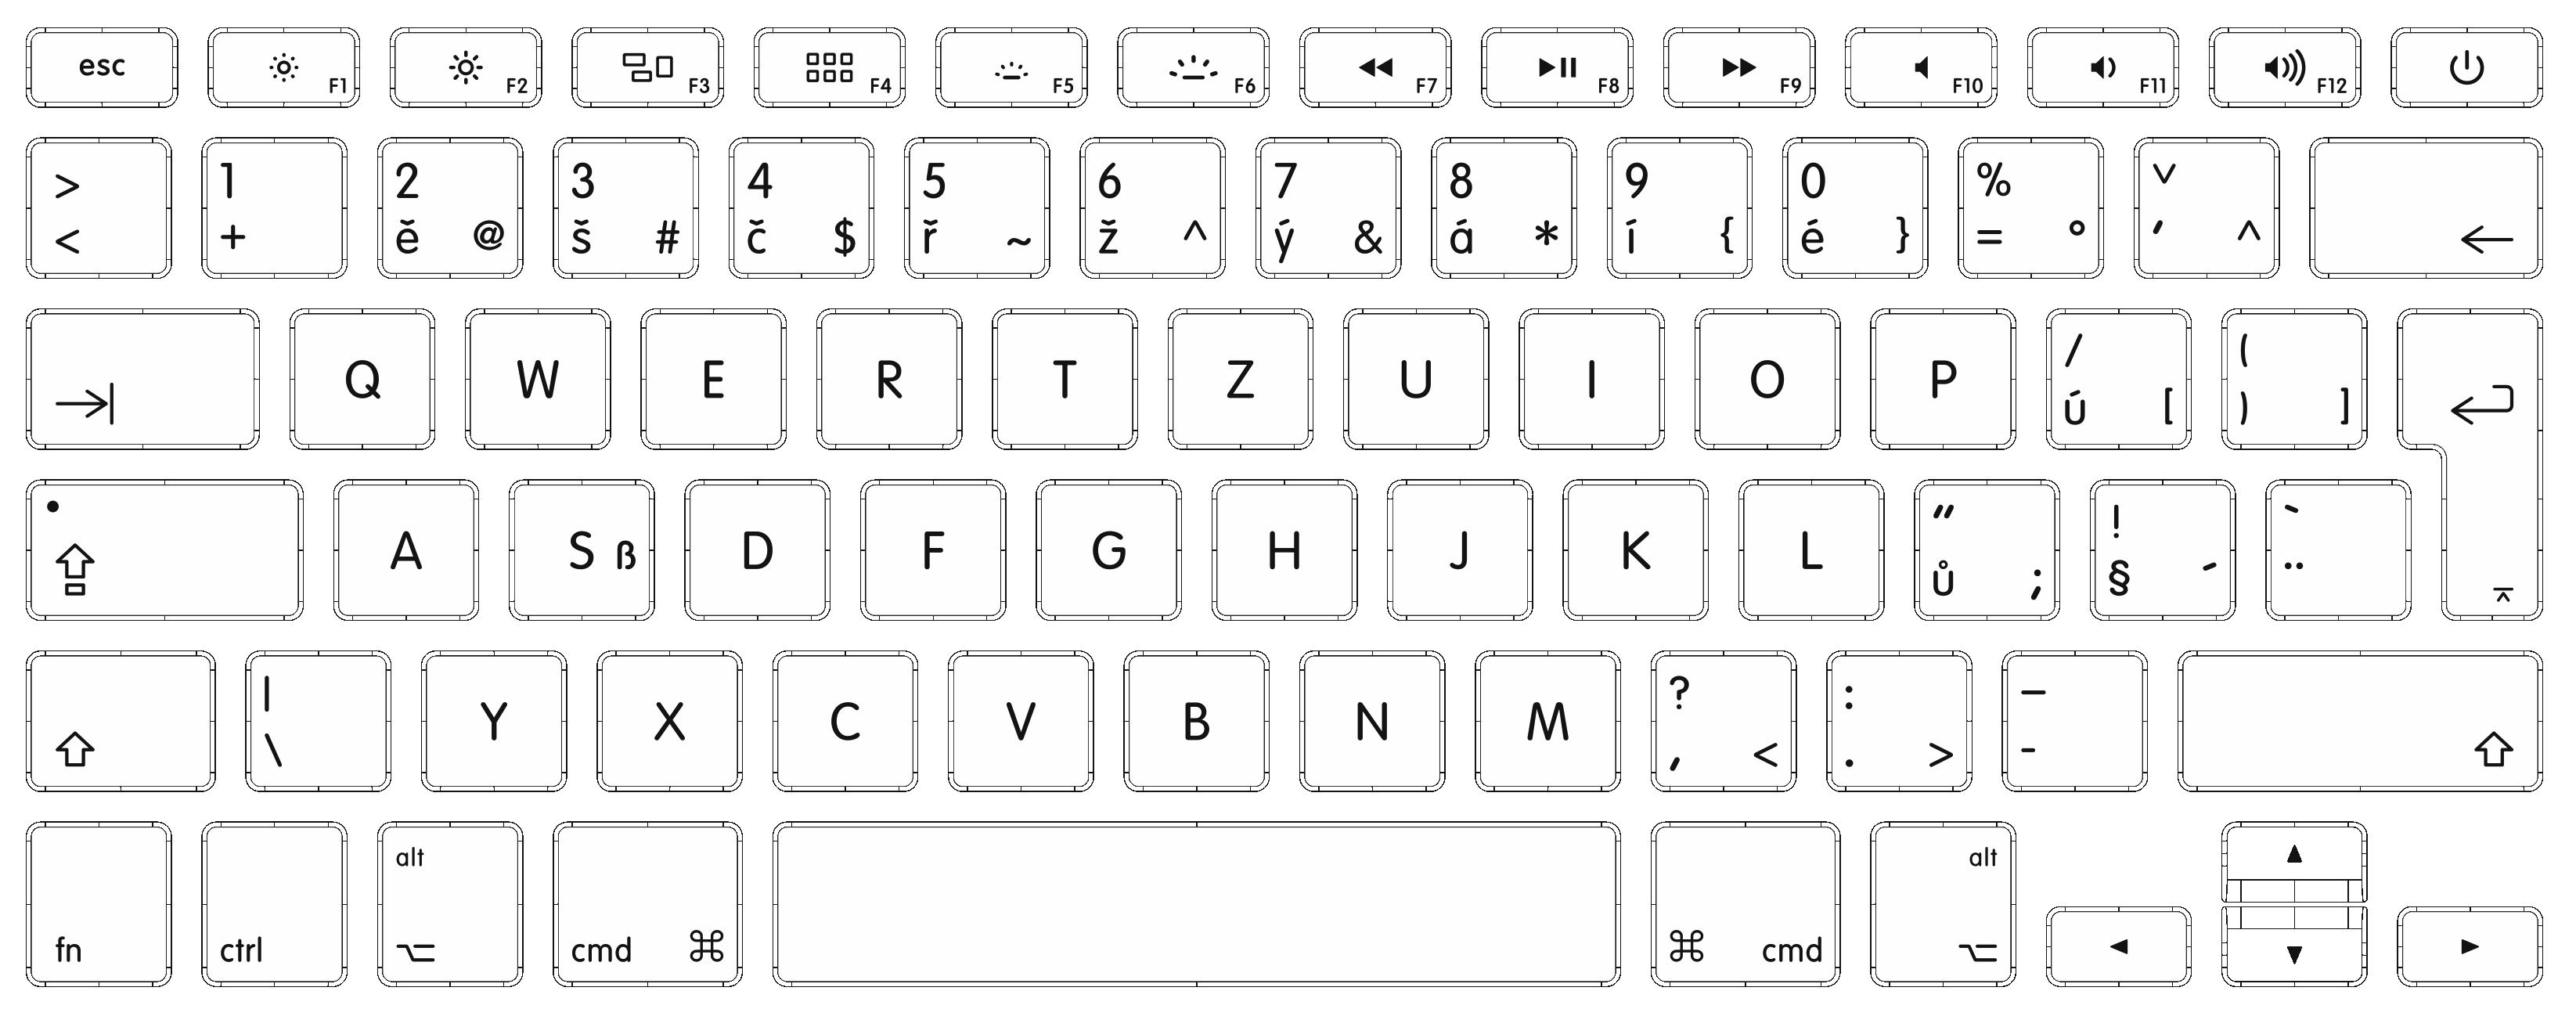 esc F1 F2 F3 F4 F5 F6 F7 F8 F9 F10 F11 F12
> 1 2 3 4 5 6 7 8 9 0 % ˇ
< + ě @ š # č $ ř ~ ž ^ ý & á * í { é } = ° ′ ^ ←
→| Q W E R T Z U I O P / (
ú [ ) ]
A S ß D F G H J K L " ! `
ů ; § ´ ¨
| Y X C V B N M ? : –
\ , < . > -
alt alt
fn ctrl ⌥ cmd ⌘ ⌘ cmd ⌥ ◄ ▲ ▼ ►